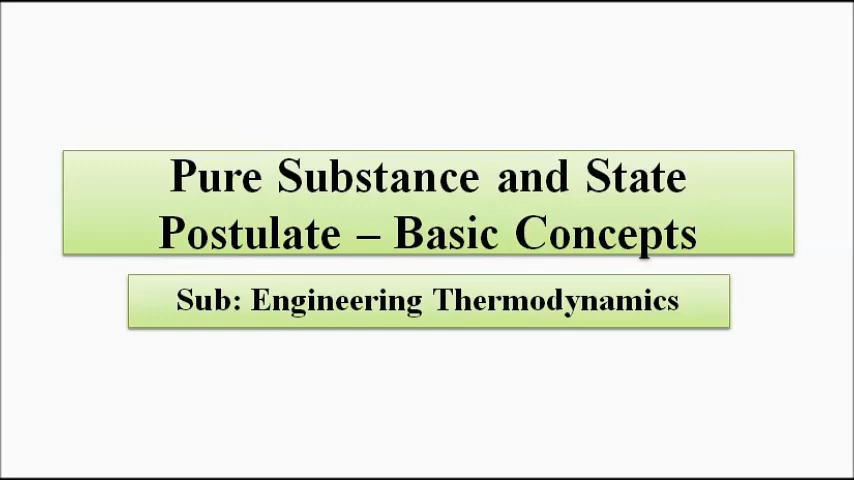 Pure Substance and State
Postulate – Basic Concepts
Sub: Engineering Thermodynamics